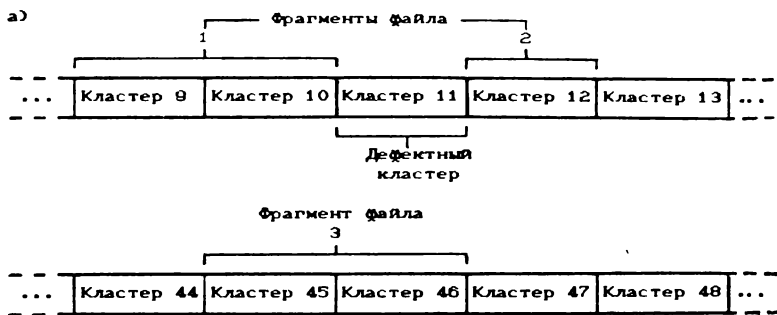 а)
Фрагменты файла
1 2
... Кластер 9 Кластер 10 Кластер 11 Кластер 12 Кластер 13 ...
Дефектный
кластер
Фрагмент файла
3
... Кластер 44 Кластер 45 Кластер 46 Кластер 47 Кластер 48 ...